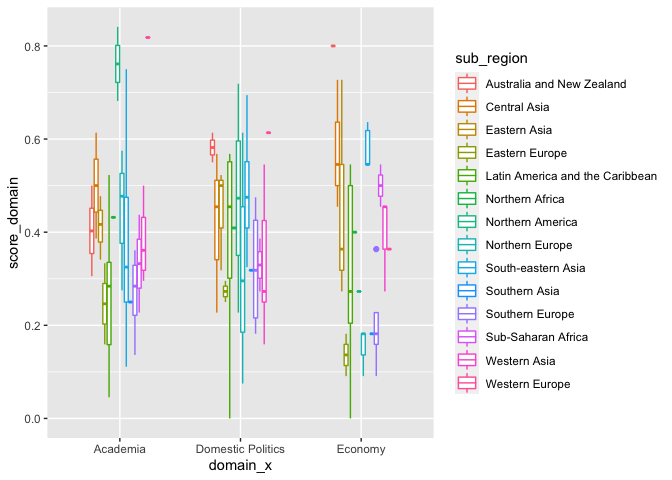 sub_region
0.8
0.6
0.4
0.2
0.0
score_domain
Academia
Domestic Politics
Economy
domain_x
Australia and New Zealand
Central Asia
Eastern Asia
Eastern Europe
Latin America and the Caribbean
Northern Africa
Northern America
Northern Europe
South-eastern Asia
Southern Asia
Southern Europe
Sub-Saharan Africa
Western Asia
Western Europe